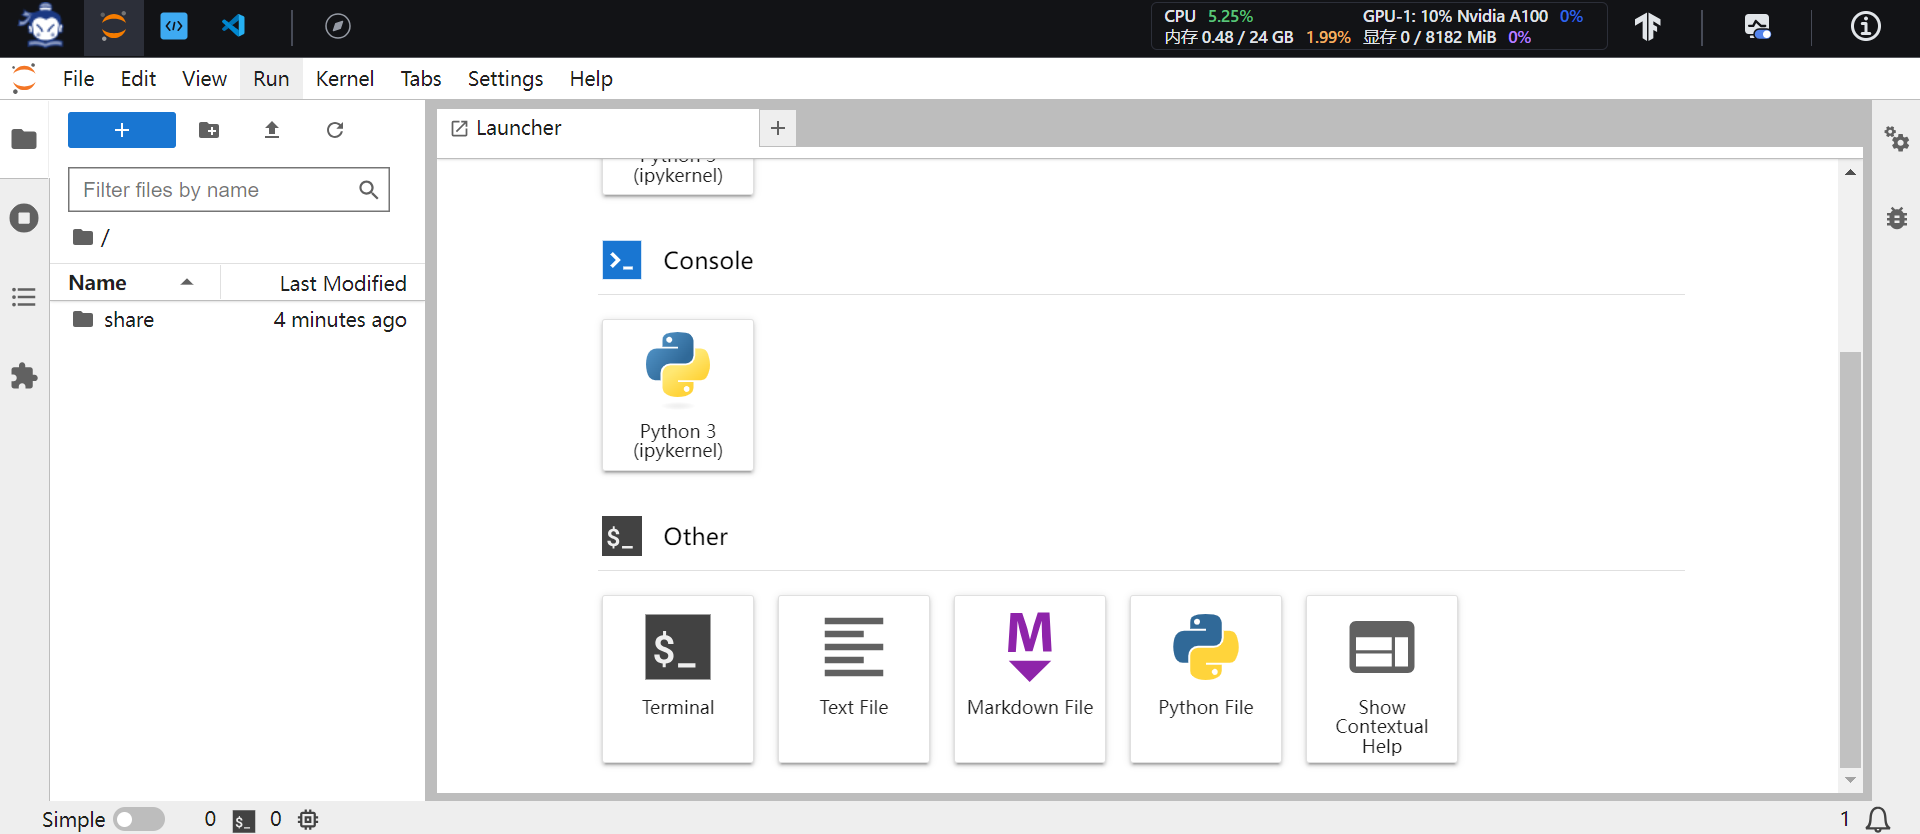 CPU 5.25% GPU-1: 10% Nvidia A100 0%
内存 0.48 / 24 GB 1.99% 显存 0 / 8182 MiB 0%
File Edit View Run Kernel Tabs Settings Help
Launcher
Filter files by name
/
Name Last Modified
share 4 minutes ago
(ipykernel)
Console
Python 3
(ipykernel)
$_ Other
$_
Terminal
Text File
M
Markdown File
Python File
Show
Contextual
Help
Simple 0 $_ 0 1